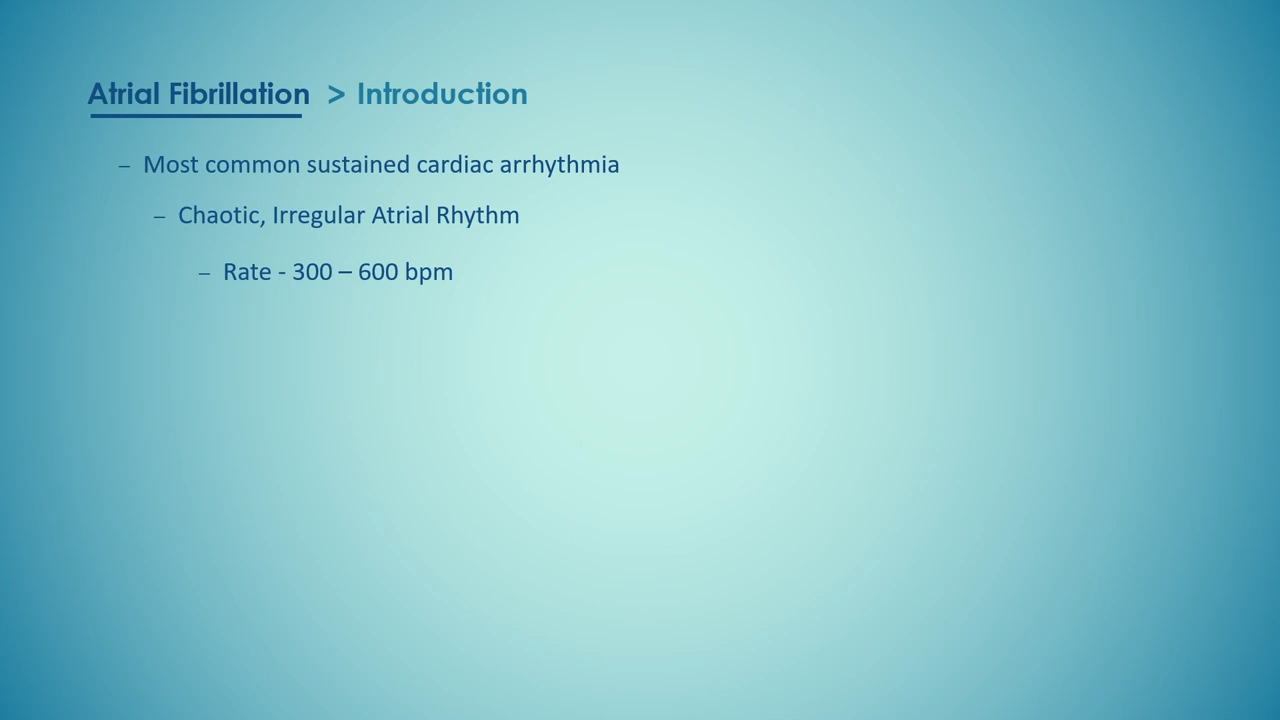 Atrial Fibrillation > Introduction
– Most common sustained cardiac arrhythmia
– Chaotic, Irregular Atrial Rhythm
– Rate - 300 – 600 bpm